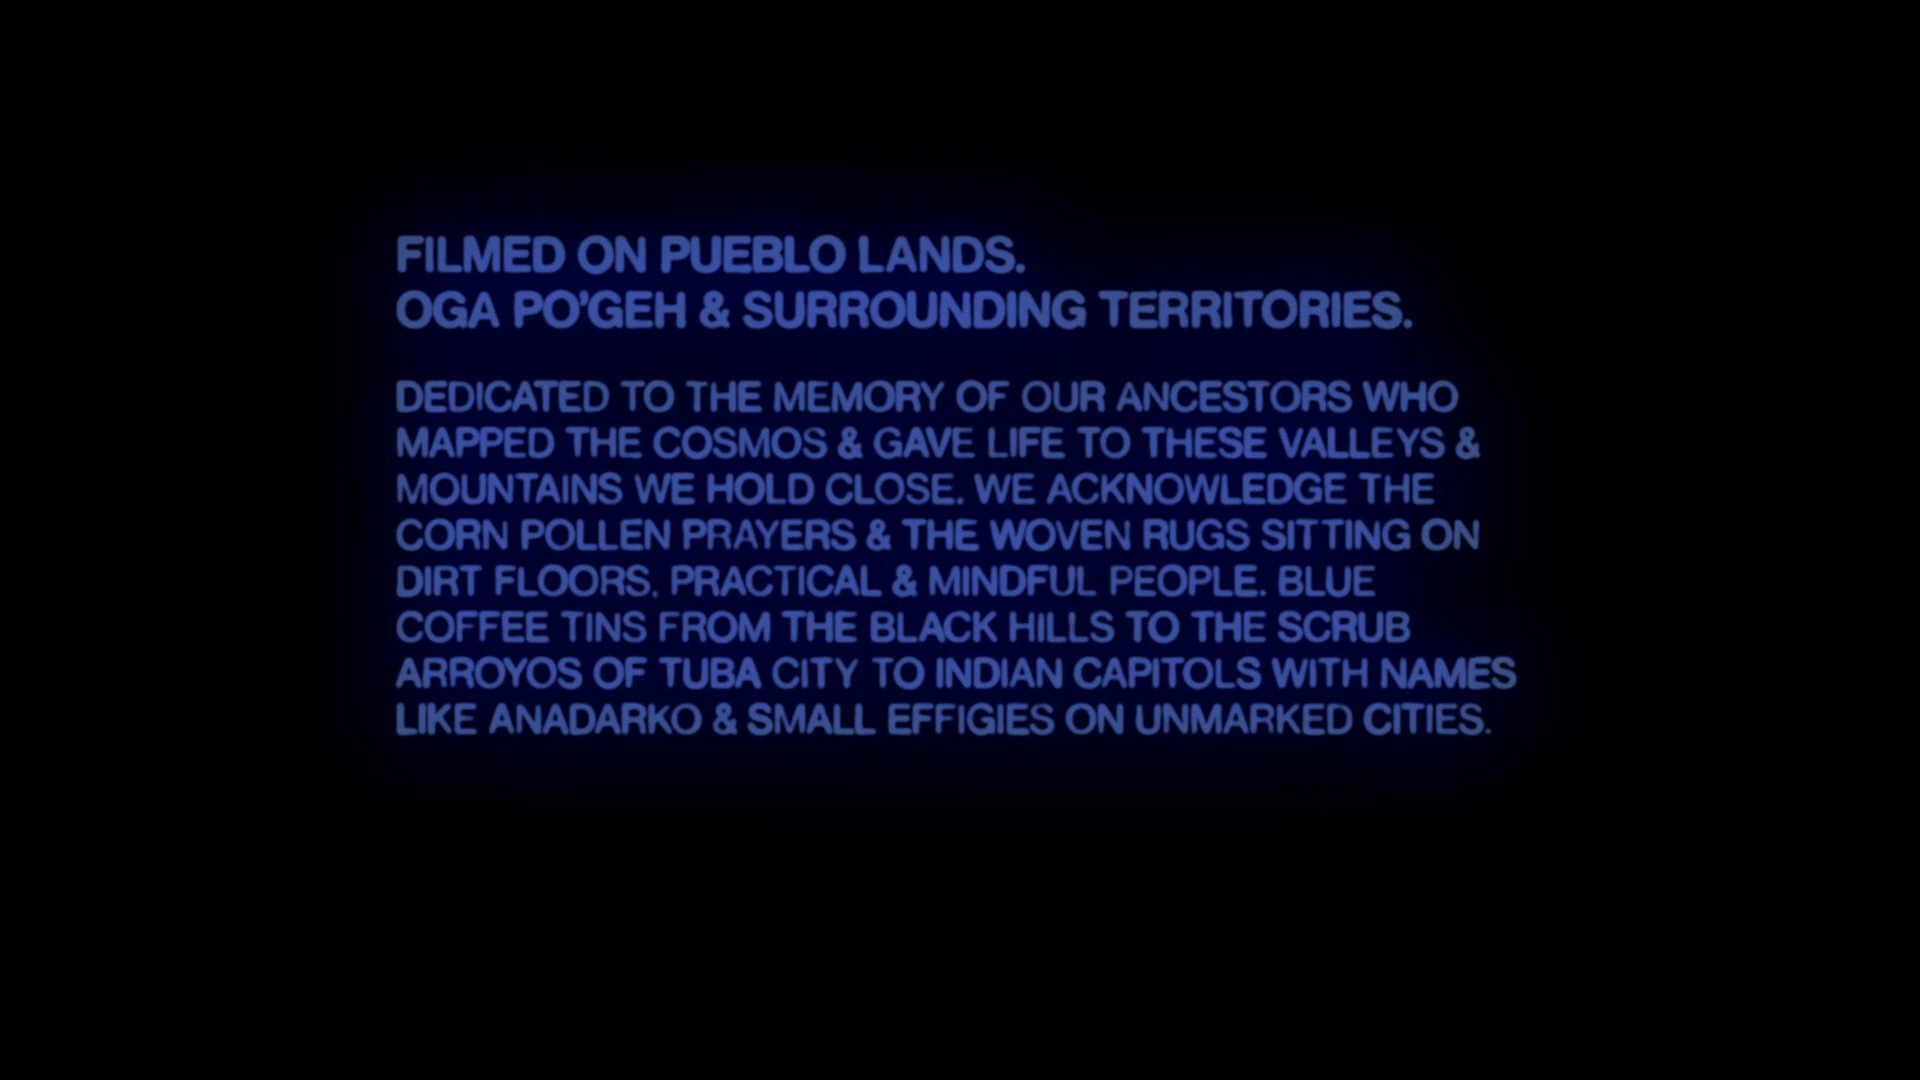 FILMED ON PUEBLO LANDS.
OGA PO'GEH & SURROUNDING TERRITORIES.
DEDICATED TO THE MEMORY OF OUR ANCESTORS WHO
MAPPED THE COSMOS & GAVE LIFE TO THESE VALLEYS &
MOUNTAINS WE HOLD CLOSE. WE ACKNOWLEDGE THE
CORN POLLEN PRAYERS & THE WOVEN RUGS SITTING ON
DIRT FLOORS. PRACTICAL & MINDFUL PEOPLE. BLUE
COFFEE TINS FROM THE BLACK HILLS TO THE SCRUB
ARROYOS OF TUBA CITY TO INDIAN CAPITOLS WITH NAMES
LIKE ANADARKO & SMALL EFFIGIES ON UNMARKED CITIES.